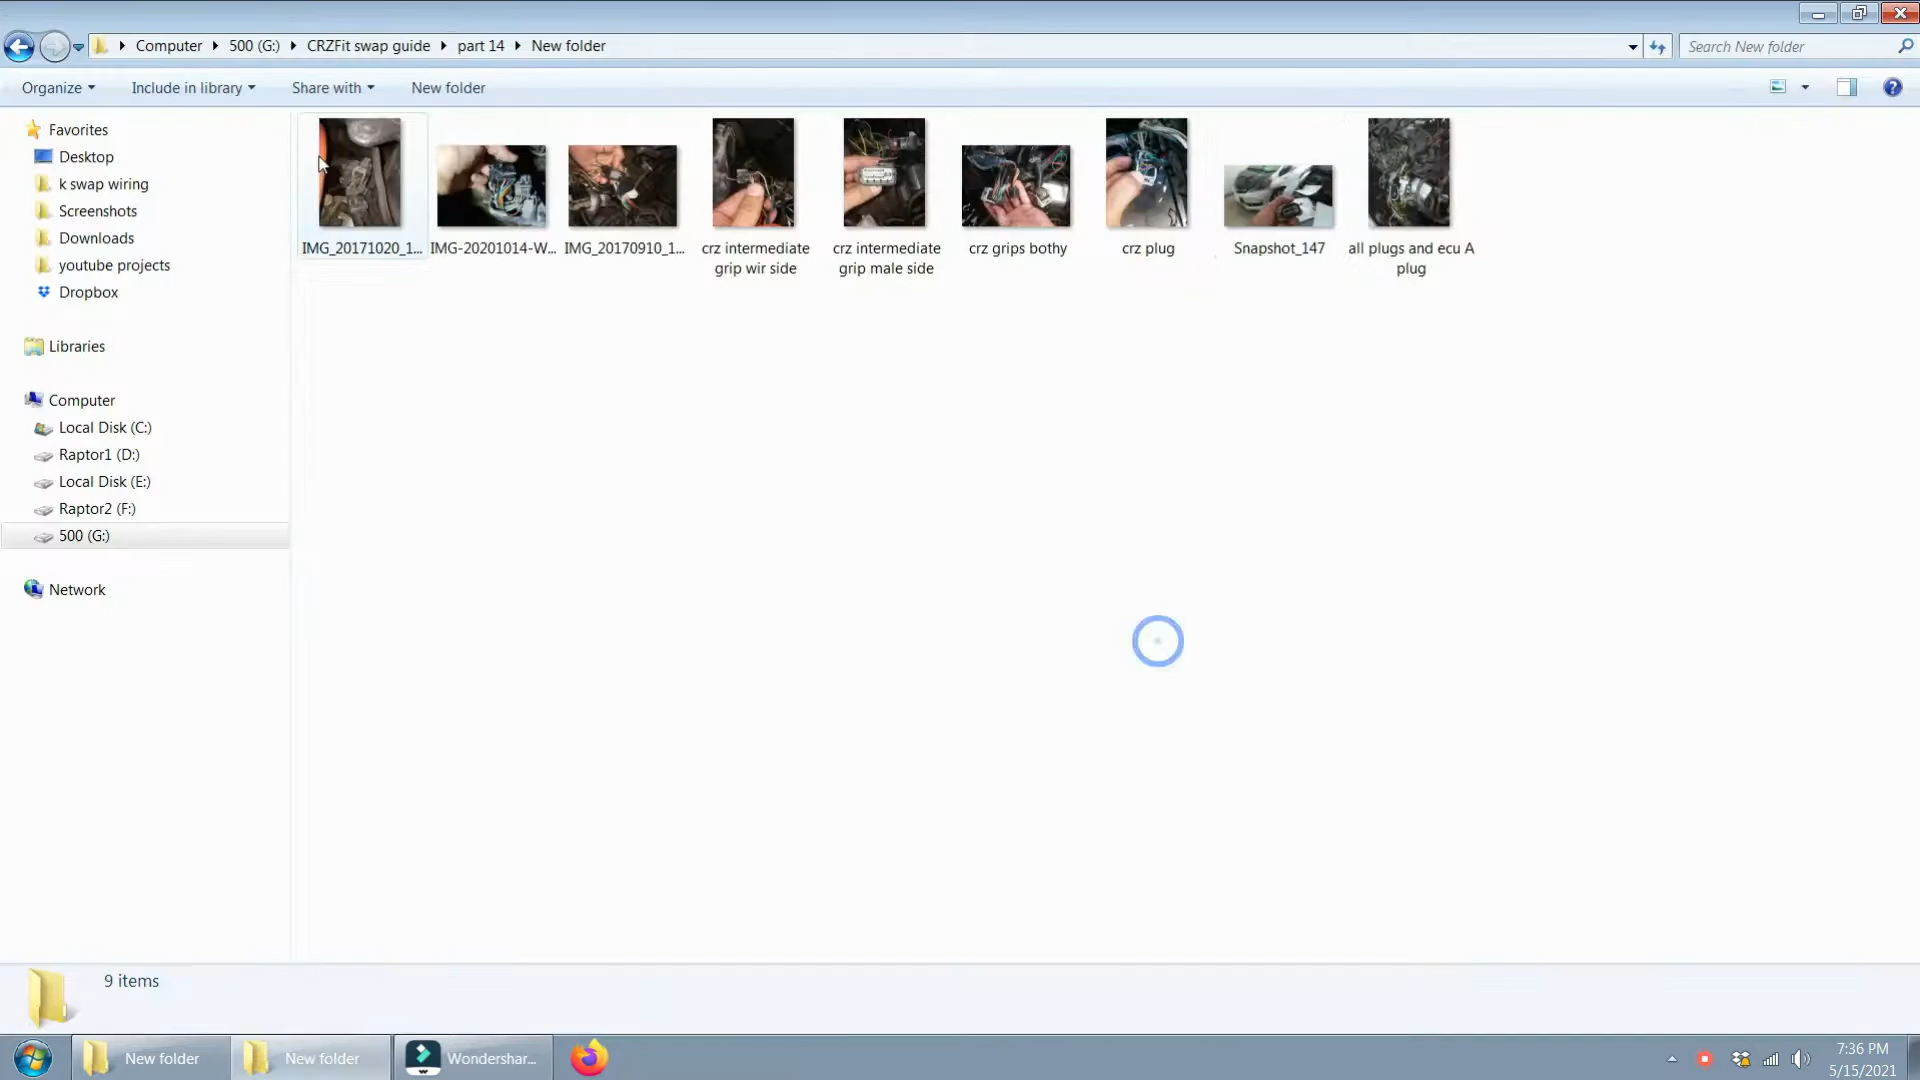 Computer 500 (G:) CRZFit swap guide part 14 New folder
Search New folder
Organize Include in library Share with New folder
Favorites
Desktop
k swap wiring
Screenshots
Downloads
youtube projects
Dropbox
Libraries
Computer
Local Disk (C:)
Raptor1 (D:)
Local Disk (E:)
Raptor2 (F:)
500 (G:)
Network
IMG_20171020_1...
IMG-20201014-W...
IMG_20170910_1...
crz intermediate
grip wir side
crz intermediate
grip male side
crz grips bothy
crz plug
Snapshot_147
all plugs and ecu A
plug
9 items
New folder
New folder
Wondershar...
7:36 PM
5/15/2021